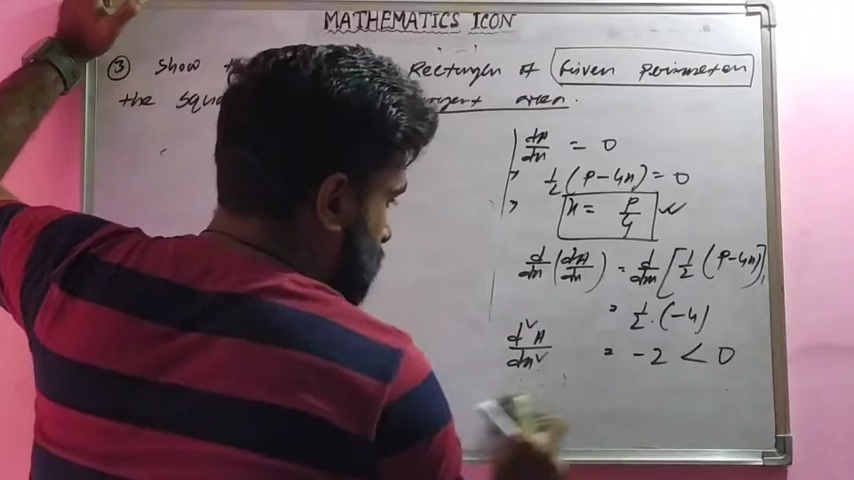 MATHEMATICS ICON
③ Show Rectangle of Given perimeter
the area.
dA/dx = 0
1/2 (P-4x) = 0
x = P/4
d/dx (dA/dx) = d/dx [1/2 (P-4x)]
= 1/2 . (-4)
d²A/dx² = -2 < 0